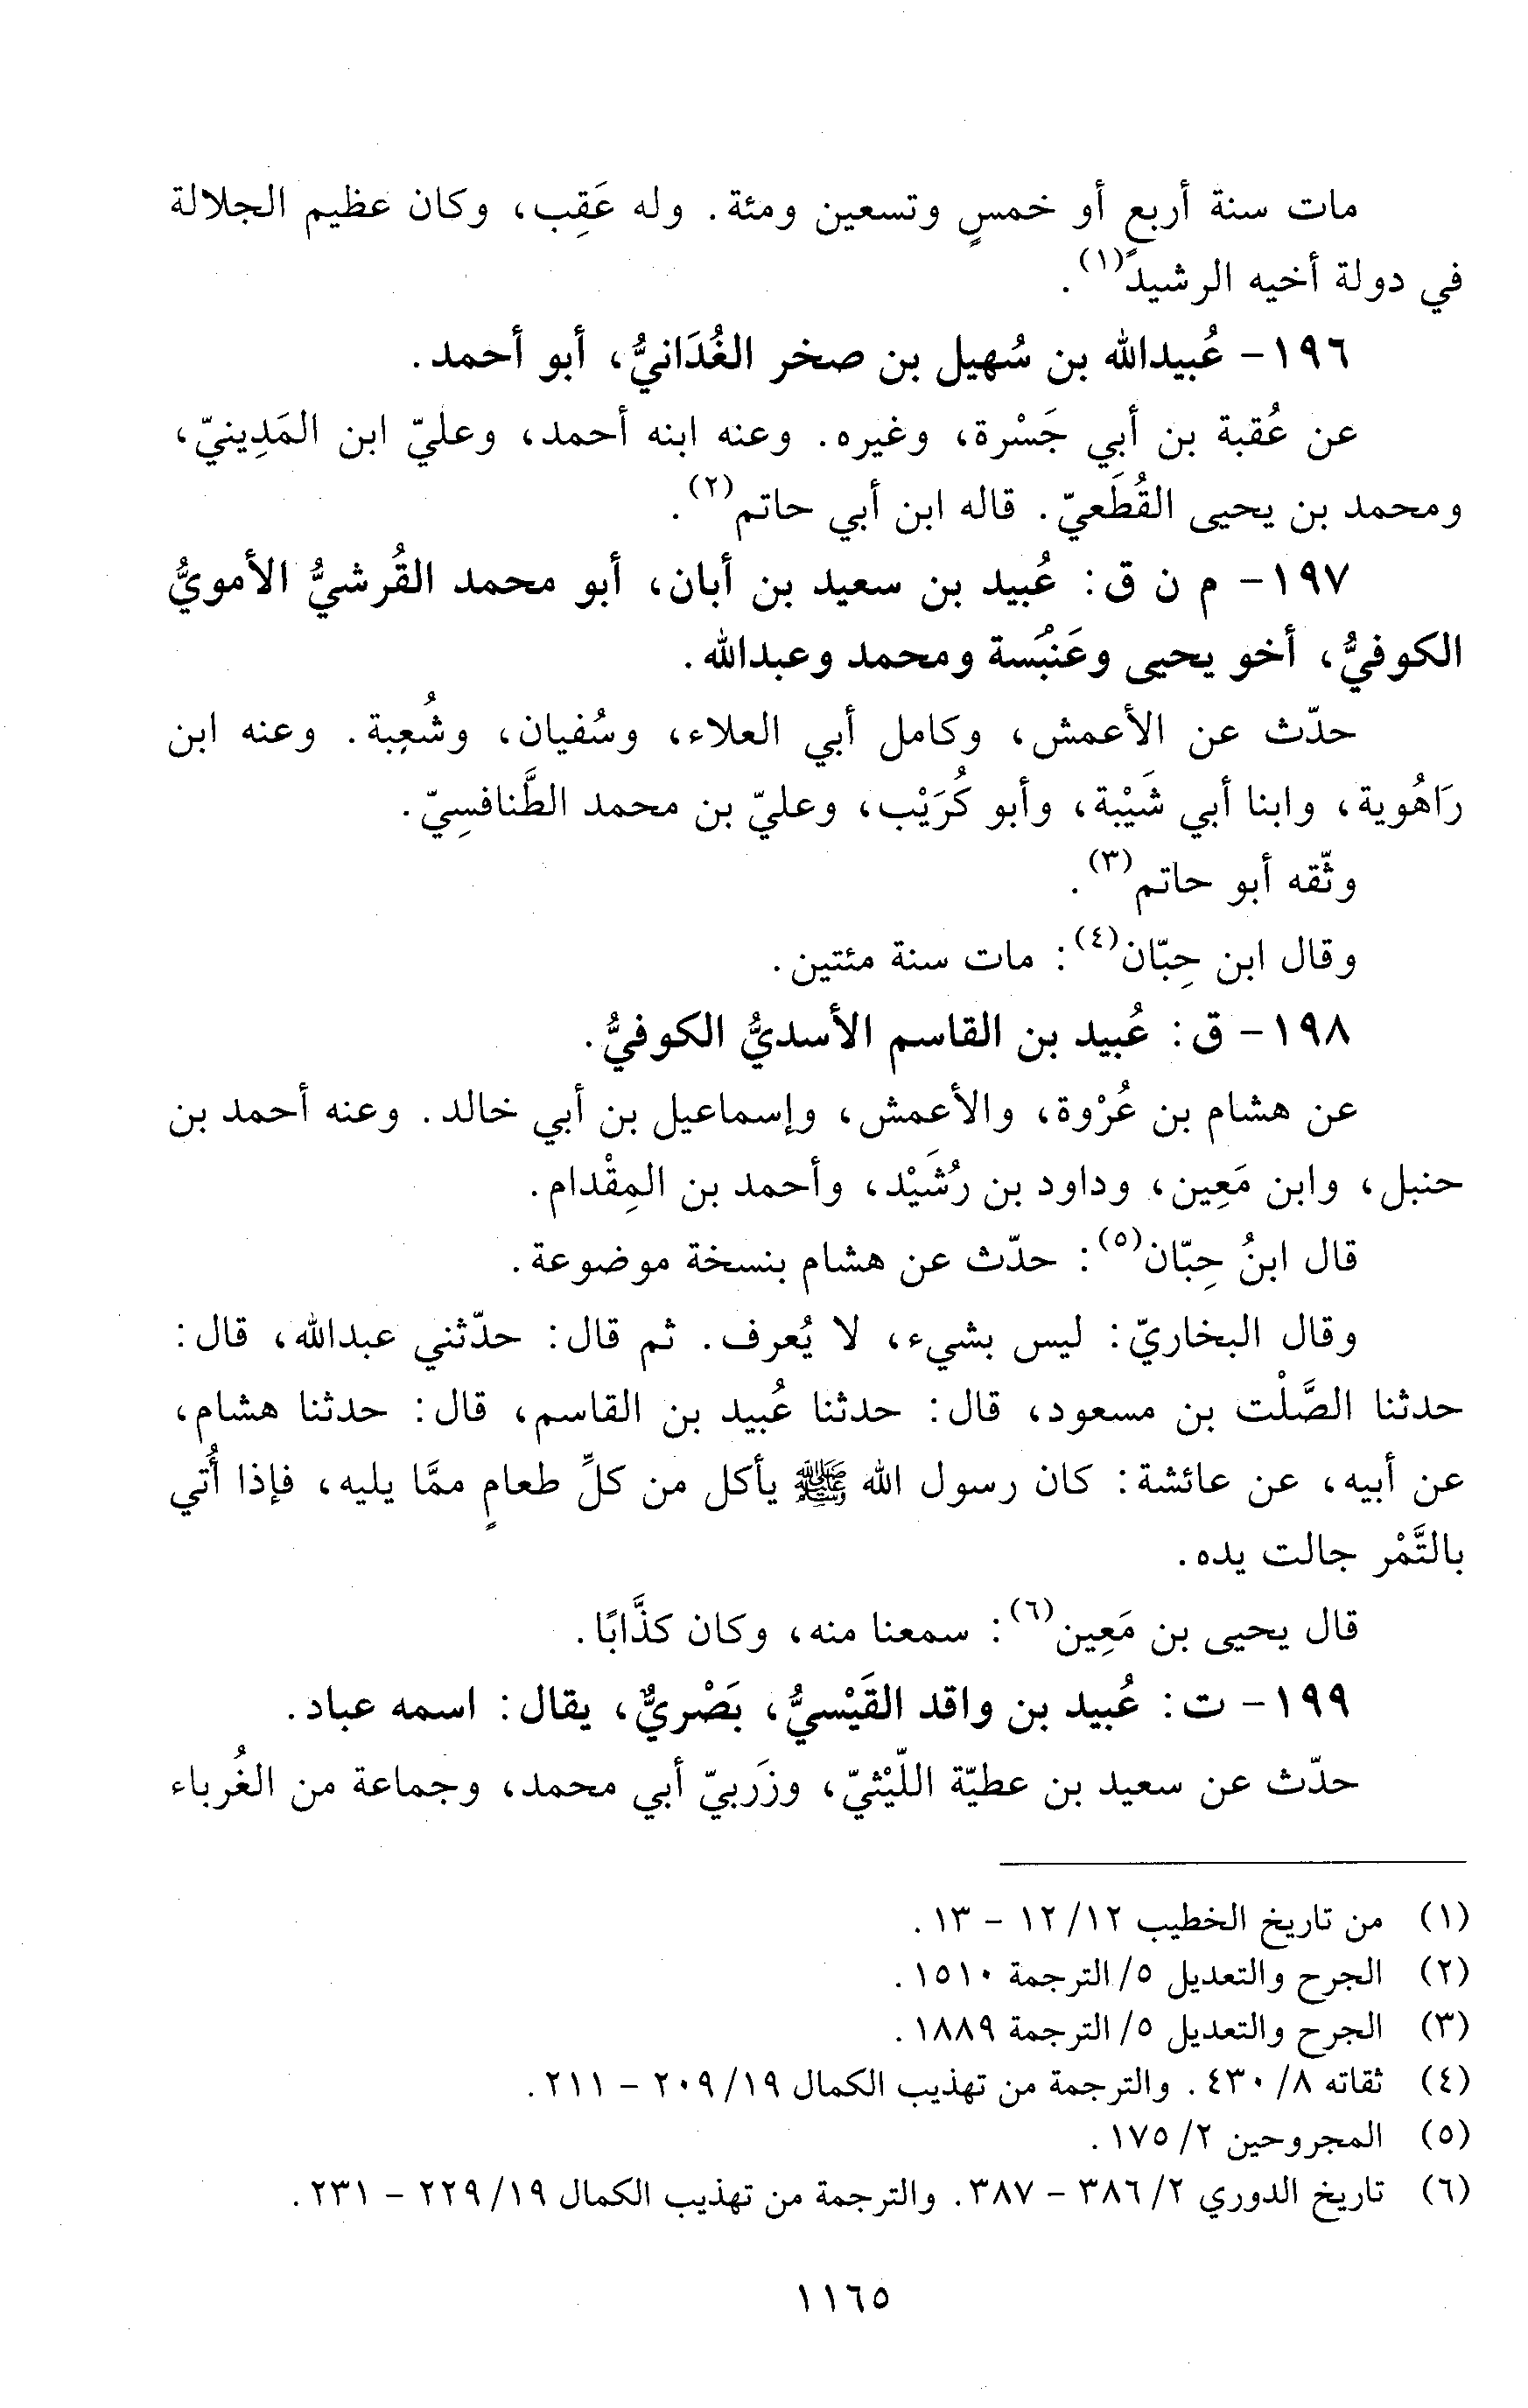 مات سنة أربعٍ أو خمسٍ وتسعين ومئة. وله عَقِب، وكان عظيم الجلالة
في دولة أخيه الرشيد(١).
١٩٦- عُبيدالله بن سُهيل بن صخر الغُدَانيُّ، أبو أحمد.
عن عُقبة بن أبي جَسْرة، وغيره. وعنه ابنه أحمد، وعليّ ابن المَدِينيّ،
ومحمد بن يحيى القُطَعيّ. قاله ابن أبي حاتم(٢).
١٩٧- م ن ق: عُبيد بن سعيد بن أبان، أبو محمد القُرشيُّ الأمويُّ
الكوفيُّ، أخو يحيى وعَنْبَسة ومحمد وعبدالله.
حدّث عن الأعمش، وكامل أبي العلاء، وسُفيان، وشُعبة. وعنه ابن
رَاهُوية، وابنا أبي شَيْبة، وأبو كُرَيْب، وعليّ بن محمد الطَّنافسِيّ.
وثّقه أبو حاتم(٣).
وقال ابن حِبّان(٤): مات سنة مئتين.
١٩٨- ق: عُبيد بن القاسم الأسديُّ الكوفيُّ.
عن هشام بن عُرْوة، والأعمش، وإسماعيل بن أبي خالد. وعنه أحمد بن
حنبل، وابن مَعِين، وداود بن رُشَيْد، وأحمد بن المِقْدام.
قال ابنُ حِبّان(٥): حدّث عن هشام بنسخة موضوعة.
وقال البخاريّ: ليس بشيء، لا يُعرف. ثم قال: حدّثني عبدالله، قال:
حدثنا الصَّلْت بن مسعود، قال: حدثنا عُبيد بن القاسم، قال: حدثنا هشام،
عن أبيه، عن عائشة: كان رسول الله ﷺ يأكل من كلِّ طعامٍ ممَّا يليه، فإذا أُتي
بالتَّمْر جالت يده.
قال يحيى بن مَعِين(٦): سمعنا منه، وكان كذَّابًا.
١٩٩- ت: عُبيد بن واقد القَيْسيُّ، بَصْريٌّ، يقال: اسمه عباد.
حدّث عن سعيد بن عطيّة اللّيْثيّ، وزَربيّ أبي محمد، وجماعة من الغُرباء
(١) من تاريخ الخطيب ١٢/١٢ - ١٣.
(٢) الجرح والتعديل ٥/ الترجمة ١٥١٠.
(٣) الجرح والتعديل ٥/ الترجمة ١٨٨٩.
(٤) ثقاته ٨/ ٤٣٠. والترجمة من تهذيب الكمال ١٩/ ٢٠٩ - ٢١١.
(٥) المجروحين ٢/ ١٧٥.
(٦) تاريخ الدوري ٢/ ٣٨٦ - ٣٨٧. والترجمة من تهذيب الكمال ١٩/ ٢٢٩ - ٢٣١.
١١٦٥